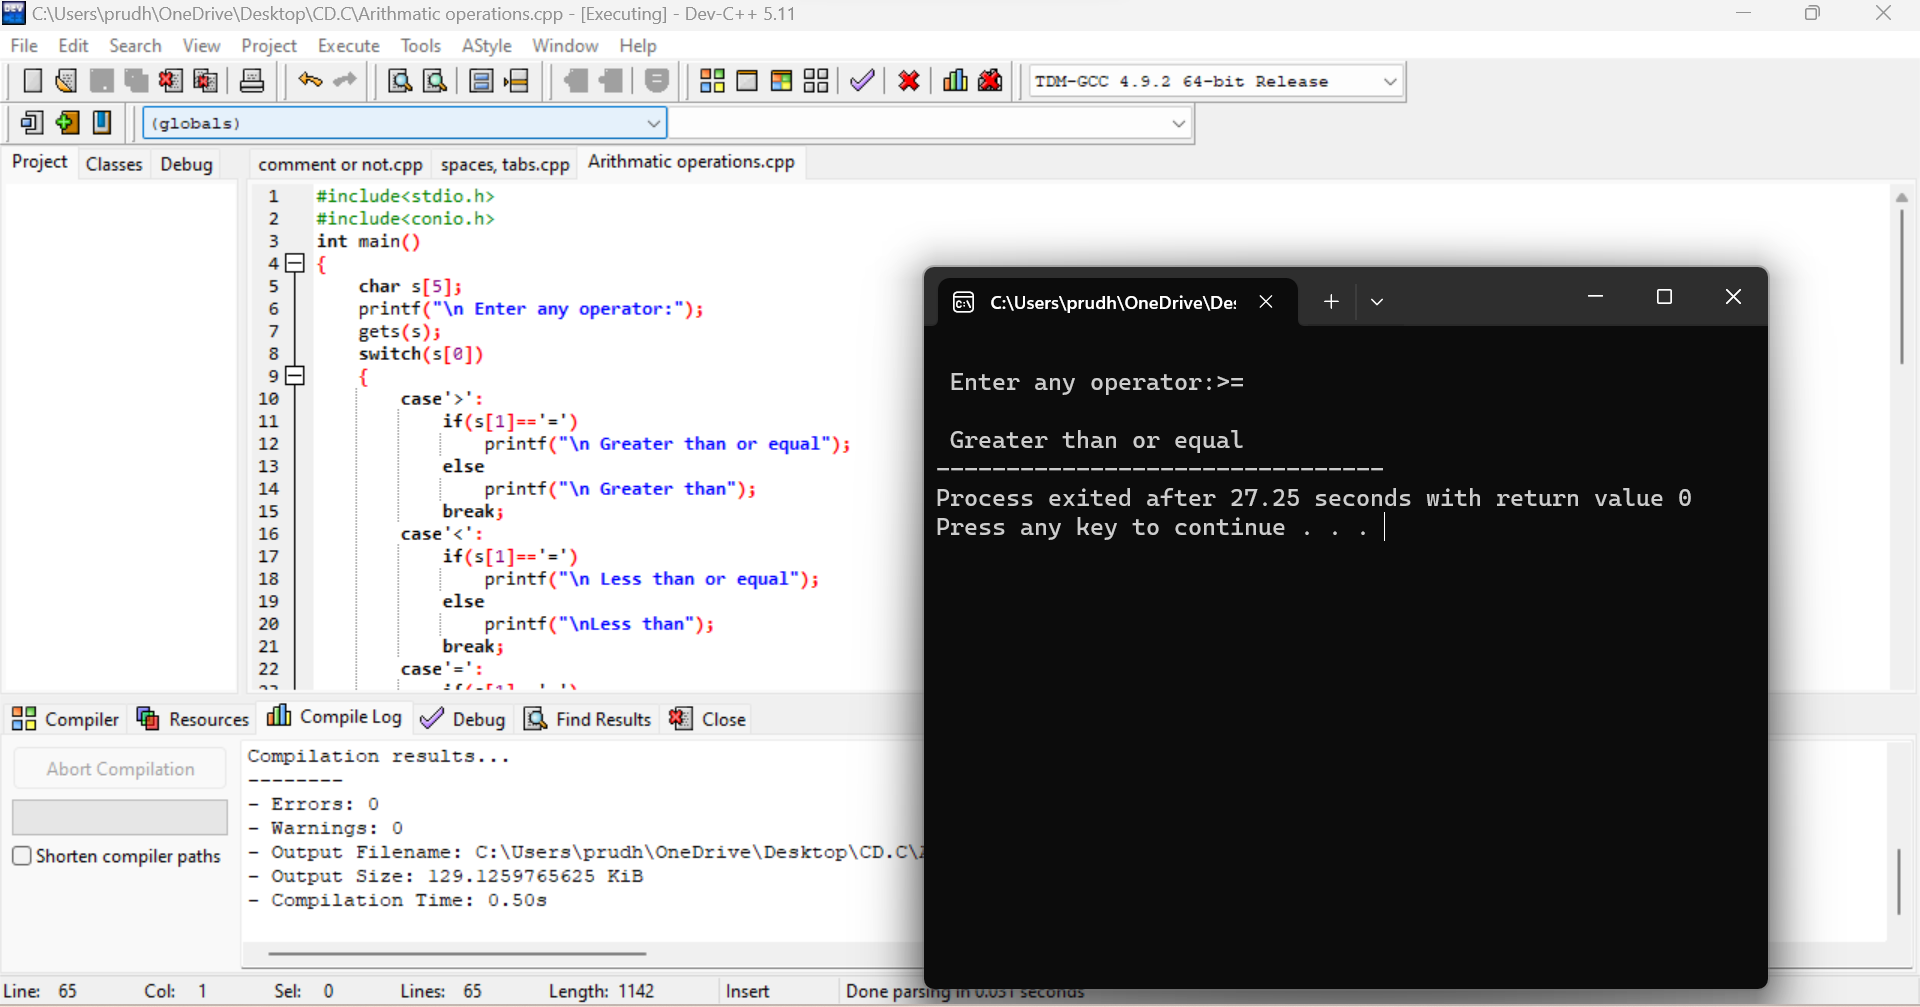 C:\Users\prudh\OneDrive\Desktop\CD.C\Arithmatic operations.cpp - [Executing] - Dev-C++ 5.11
File Edit Search View Project Execute Tools AStyle Window Help
TDM-GCC 4.9.2 64-bit Release
(globals)
Project Classes Debug
comment or not.cpp spaces, tabs.cpp Arithmatic operations.cpp
1 #include<stdio.h>
2 #include<conio.h>
3 int main()
4 {
5 char s[5];
6 printf("\n Enter any operator:");
7 gets(s);
8 switch(s[0])
9 {
10 case'>':
11 if(s[1]=='=')
12 printf("\n Greater than or equal");
13 else
14 printf("\n Greater than");
15 break;
16 case'<':
17 if(s[1]=='=')
18 printf("\n Less than or equal");
19 else
20 printf("\nLess than");
21 break;
22 case'=':
C:\Users\prudh\OneDrive\De
Enter any operator:>=
Greater than or equal
--------------------------------
Process exited after 27.25 seconds with return value 0
Press any key to continue . . .
Compiler Resources Compile Log Debug Find Results Close
Abort Compilation
Shorten compiler paths
Compilation results...
--------
- Errors: 0
- Warnings: 0
- Output Filename: C:\Users\prudh\OneDrive\Desktop\CD.C\
- Output Size: 129.1259765625 KiB
- Compilation Time: 0.50s
Line: 65 Col: 1 Sel: 0 Lines: 65 Length: 1142 Insert Done parsing in 0.031 seconds